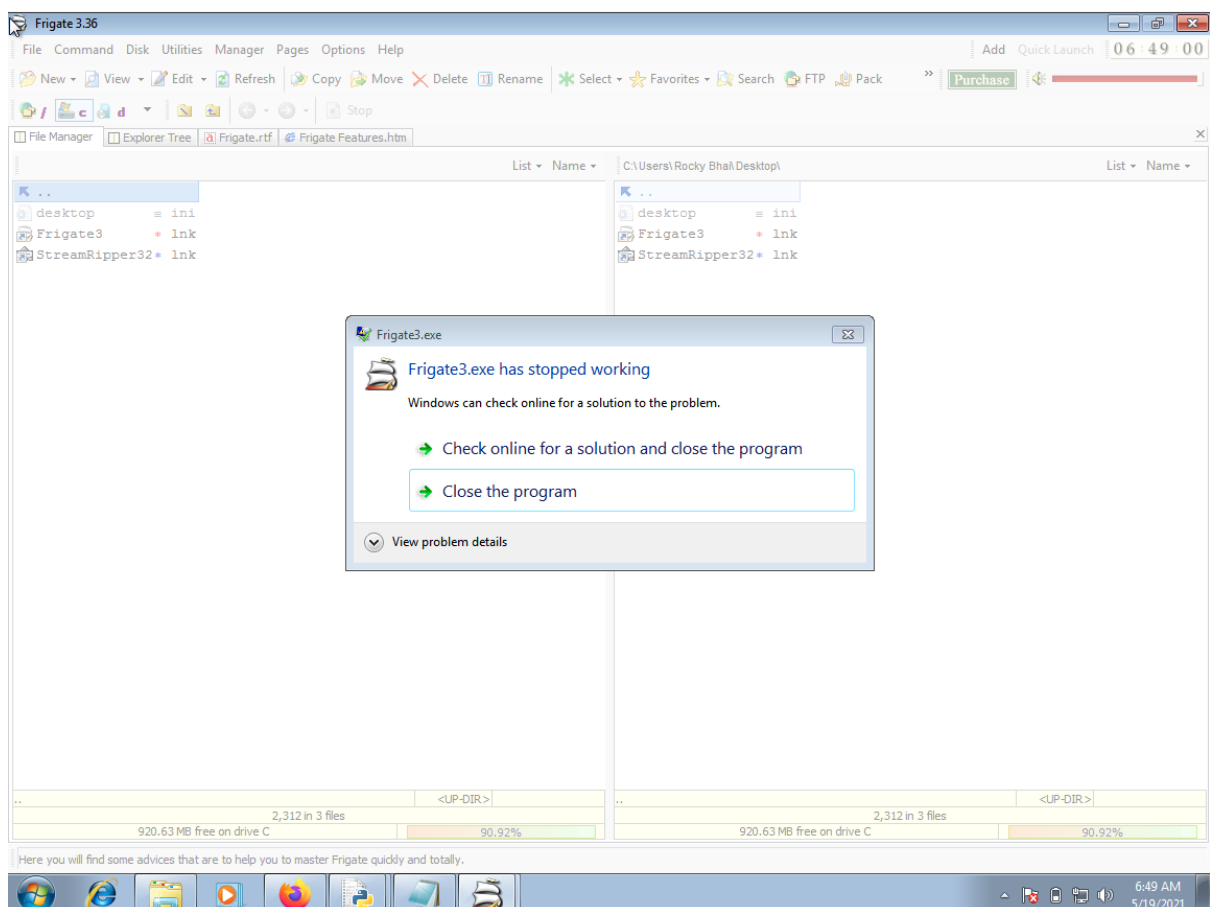 Frigate 3.36
File Command Disk Utilities Manager Pages Options Help Add Quick Launch 06:49:00
New View Edit Refresh Copy Move Delete Rename Select Favorites Search FTP Pack » Purchase
/ c d Stop
File Manager Explorer Tree Frigate.rtf Frigate Features.htm
List Name C:\Users\Rocky Bhai\Desktop\ List Name
.. ..
desktop ini desktop ini
Frigate3 * lnk Frigate3 * lnk
StreamRipper32* lnk StreamRipper32* lnk
Frigate3.exe
Frigate3.exe has stopped working
Windows can check online for a solution to the problem.
Check online for a solution and close the program
Close the program
View problem details
.. <UP-DIR> .. <UP-DIR>
2,312 in 3 files 2,312 in 3 files
920.63 MB free on drive C 90.92% 920.63 MB free on drive C 90.92%
Here you will find some advices that are to help you to master Frigate quickly and totally.
6:49 AM
5/19/2021